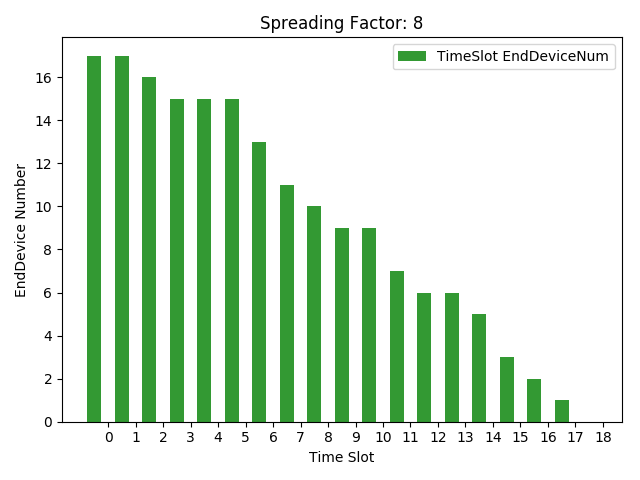 Spreading Factor: 8
TimeSlot EndDeviceNum
EndDevice Number
16
14
12
10
8
6
4
2
0
0 1 2 3 4 5 6 7 8 9 10 11 12 13 14 15 16 17 18
Time Slot